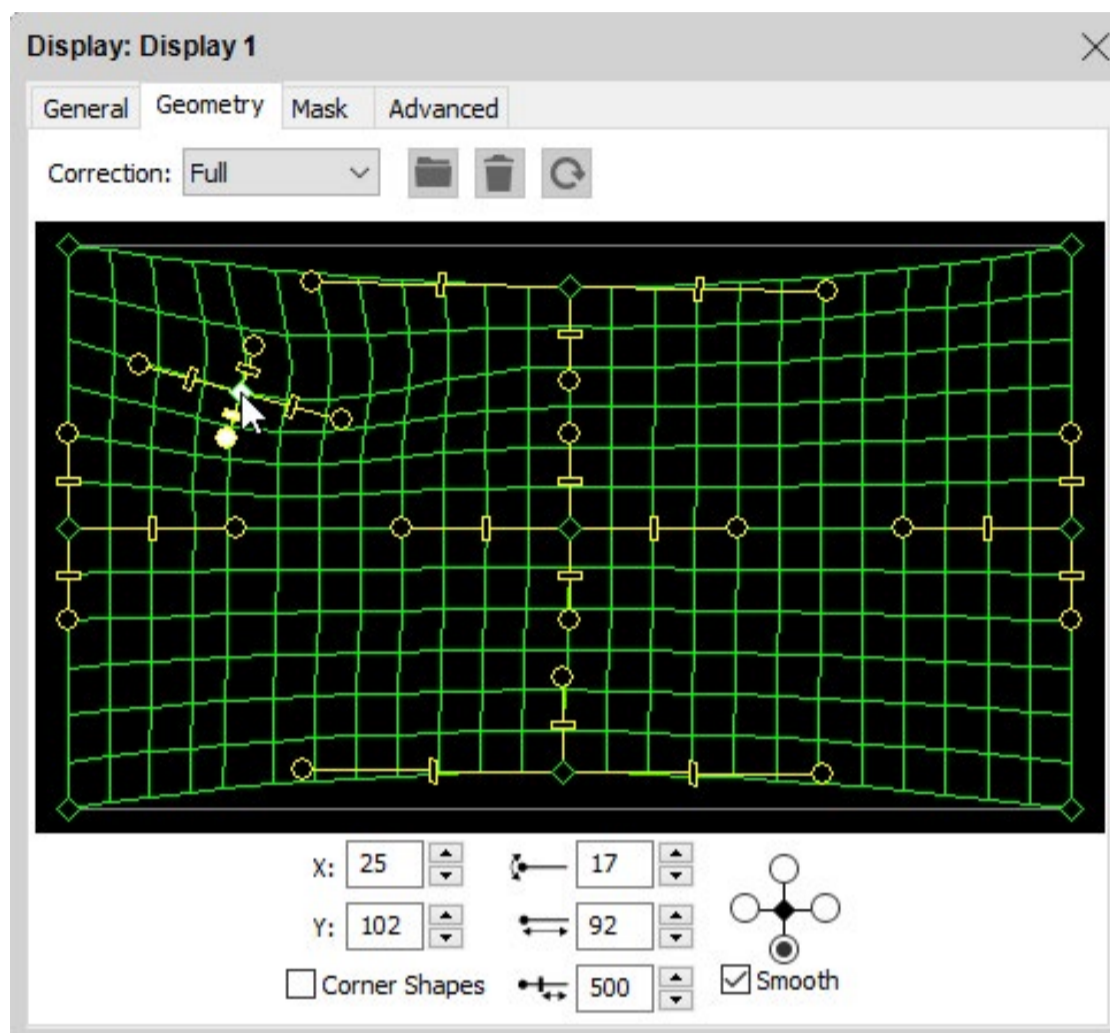 Display: Display 1
General Geometry Mask Advanced
Correction: Full
X: 25 17
Y: 102 92
Corner Shapes 500 Smooth